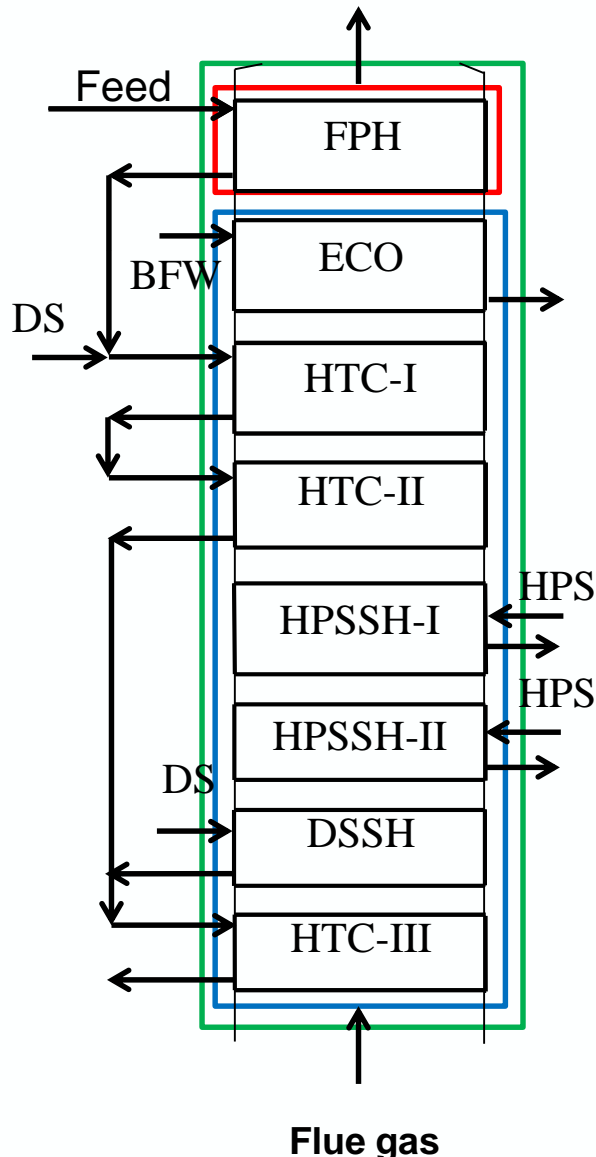 Feed
FPH
ECO
BFW
DS
HTC-I
HTC-II
HPS
HPSSH-I
HPS
HPSSH-II
DS
DSSH
HTC-III
Flue gas